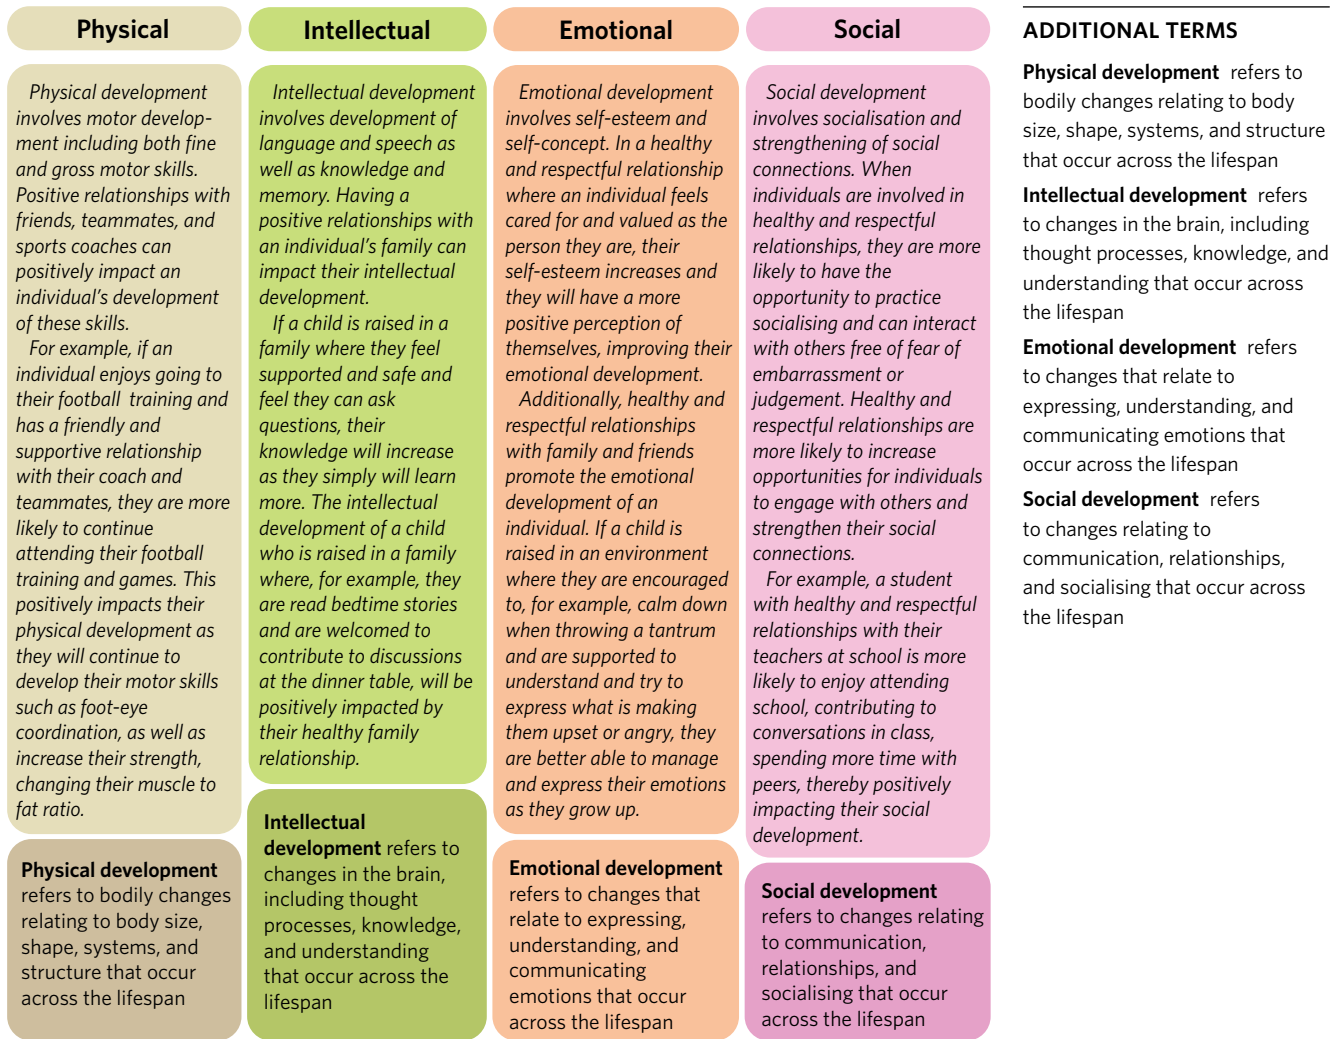 Physical
Physical development
involves motor develop-
ment including both fine
and gross motor skills.
Positive relationships with
friends, teammates, and
sports coaches can
positively impact an
individual's development
of these skills.
For example, if an
individual enjoys going to
their football training and
has a friendly and
supportive relationship
with their coach and
teammates, they are more
likely to continue
attending their football
training and games. This
positively impacts their
physical development as
they will continue to
develop their motor skills
such as foot-eye
coordination, as well as
increase their strength,
changing their muscle to
fat ratio.
Physical development
refers to bodily changes
relating to body size,
shape, systems, and
structure that occur
across the lifespan
Intellectual
Intellectual development
involves development of
language and speech as
well as knowledge and
memory. Having a
positive relationships with
an individual's family can
impact their intellectual
development.
If a child is raised in a
family where they feel
supported and safe and
feel they can ask
questions, their
knowledge will increase
as they simply will learn
more. The intellectual
development of a child
who is raised in a family
where, for example, they
are read bedtime stories
and are welcomed to
contribute to discussions
at the dinner table, will be
positively impacted by
their healthy family
relationship.
Intellectual
development refers to
changes in the brain,
including thought
processes, knowledge,
and understanding
that occur across the
lifespan
Emotional
Emotional development
involves self-esteem and
self-concept. In a healthy
and respectful relationship
where an individual feels
cared for and valued as the
person they are, their
self-esteem increases and
they will have a more
positive perception of
themselves, improving their
emotional development.
Additionally, healthy and
respectful relationships
with family and friends
promote the emotional
development of an
individual. If a child is
raised in an environment
where they are encouraged
to, for example, calm down
when throwing a tantrum
and are supported to
understand and try to
express what is making
them upset or angry, they
are better able to manage
and express their emotions
as they grow up.
Emotional development
refers to changes that
relate to expressing,
understanding, and
communicating
emotions that occur
across the lifespan
Social
Social development
involves socialisation and
strengthening of social
connections. When
individuals are involved in
healthy and respectful
relationships, they are more
likely to have the
opportunity to practice
socialising and can interact
with others free of fear of
embarrassment or
judgement. Healthy and
respectful relationships are
more likely to increase
opportunities for individuals
to engage with others and
strengthen their social
connections.
For example, a student
with healthy and respectful
relationships with their
teachers at school is more
likely to enjoy attending
school, contributing to
conversations in class,
spending more time with
peers, thereby positively
impacting their social
development.
Social development
refers to changes relating
to communication,
relationships, and
socialising that occur
across the lifespan
ADDITIONAL TERMS
Physical development refers to
bodily changes relating to body
size, shape, systems, and structure
that occur across the lifespan
Intellectual development refers
to changes in the brain, including
thought processes, knowledge, and
understanding that occur across
the lifespan
Emotional development refers
to changes that relate to
expressing, understanding, and
communicating emotions that
occur across the lifespan
Social development refers
to changes relating to
communication, relationships,
and socialising that occur across
the lifespan